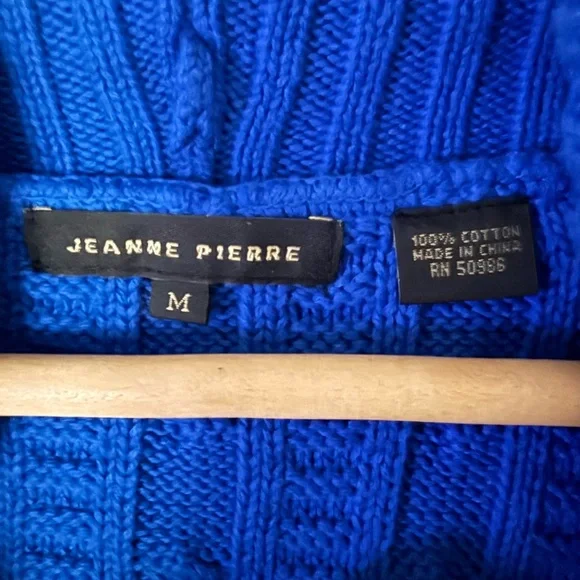 JEANNE PIERRE
M
100% COTTON
MADE IN CHINA
RN 50986